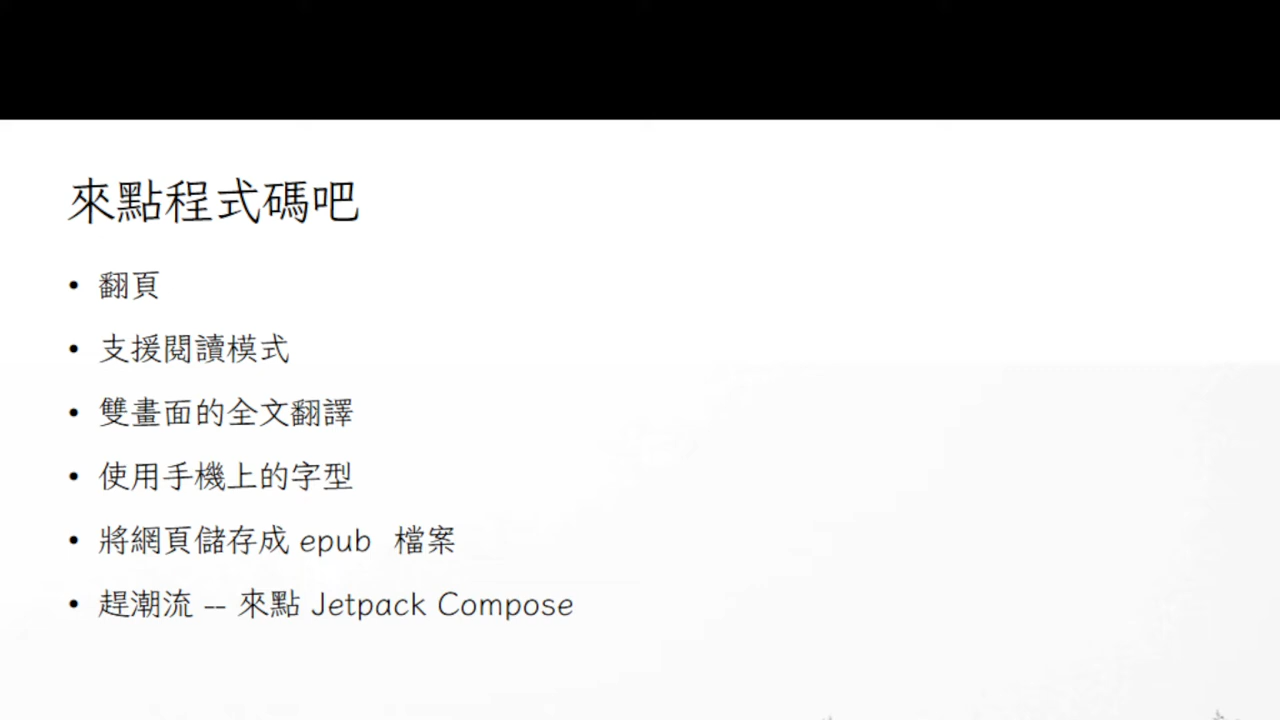 來點程式碼吧
• 翻頁
• 支援閱讀模式
• 雙畫面的全文翻譯
• 使用手機上的字型
• 將網頁儲存成 epub 檔案
• 趕潮流 -- 來點 Jetpack Compose